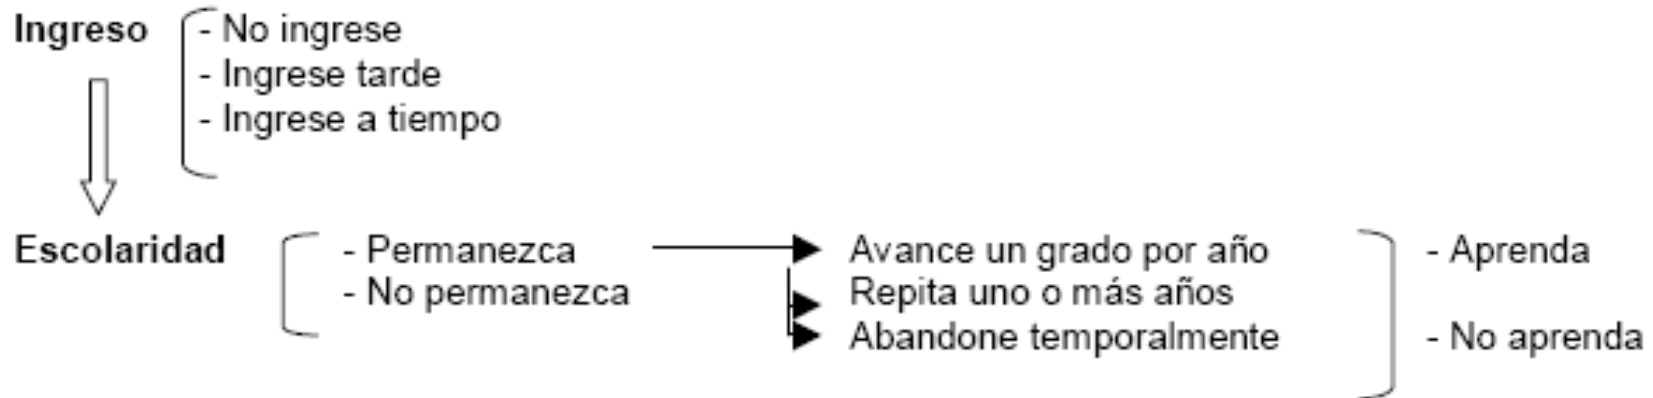 Ingreso - No ingrese
- Ingrese tarde
- Ingrese a tiempo
Escolaridad - Permanezca Avance un grado por año - Aprenda
- No permanezca Repita uno o más años
Abandone temporalmente - No aprenda